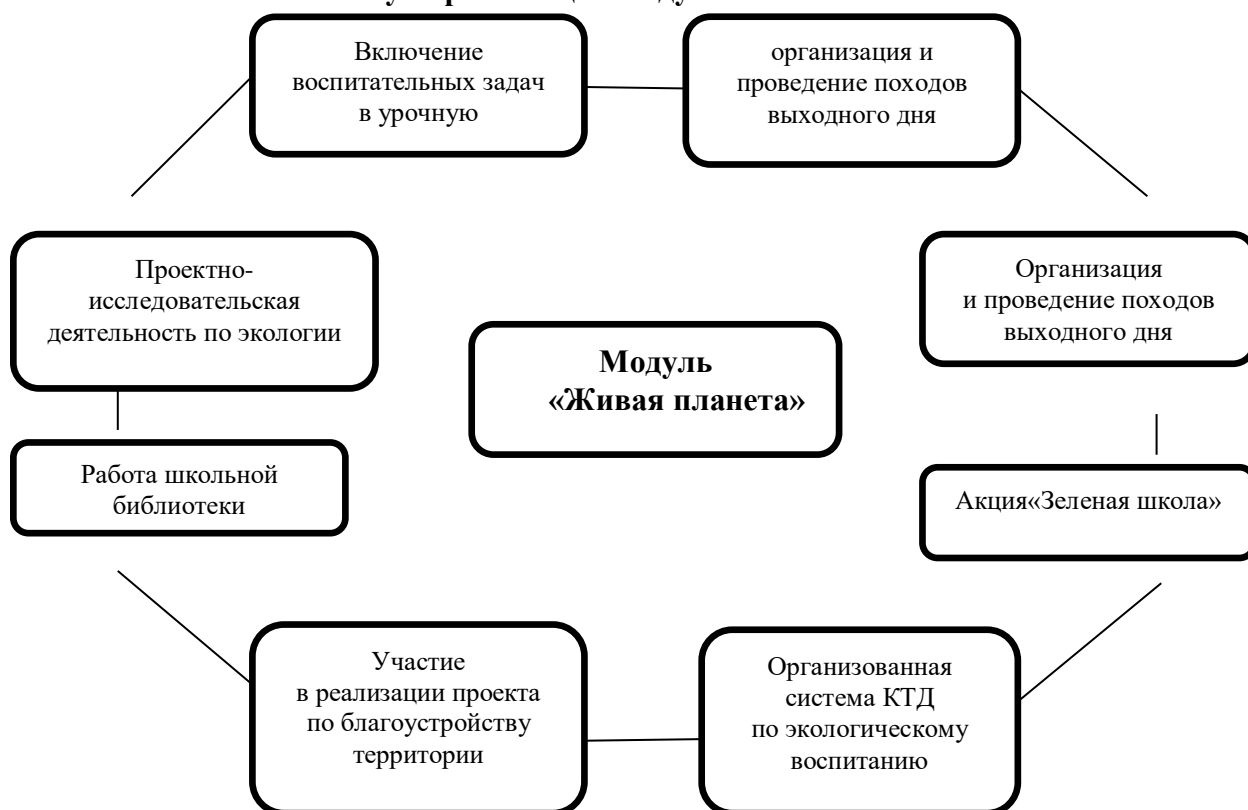 Включение
воспитательных задач
в урочную
организация и
проведение походов
выходного дня
Проектно-
исследовательская
деятельность по экологии
Организация
и проведение походов
выходного дня
Модуль
«Живая планета»
Работа школьной
библиотеки
Акция«Зеленая школа»
Участие
в реализации проекта
по благоустройству
территории
Организованная
система КТД
по экологическому
воспитанию